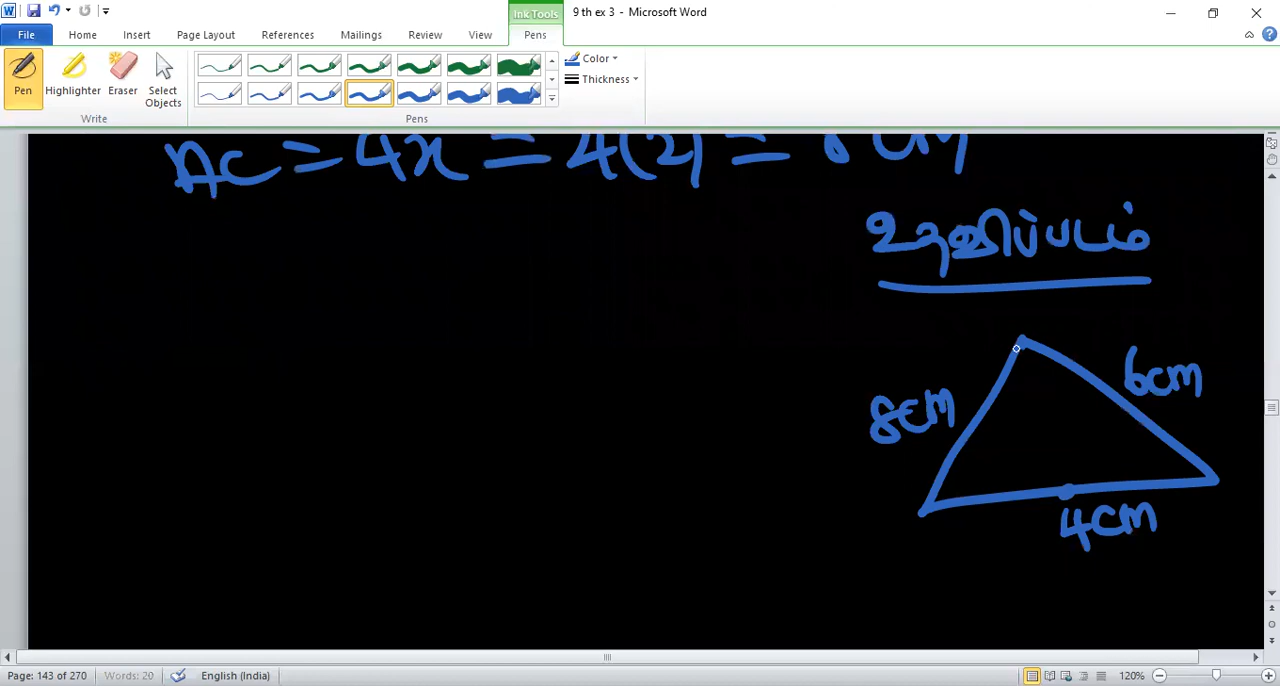 Ink Tools
9 th ex 3 - Microsoft Word
File Home Insert Page Layout References Mailings Review View Pens
Pen Highlighter Eraser Select Objects
Color
Thickness
Write Pens
AC = 4x = 4(2) = 8 cm
உதவிப்படம்
8cm
6cm
4cm
Page: 143 of 270 Words: 20 English (India) 120%